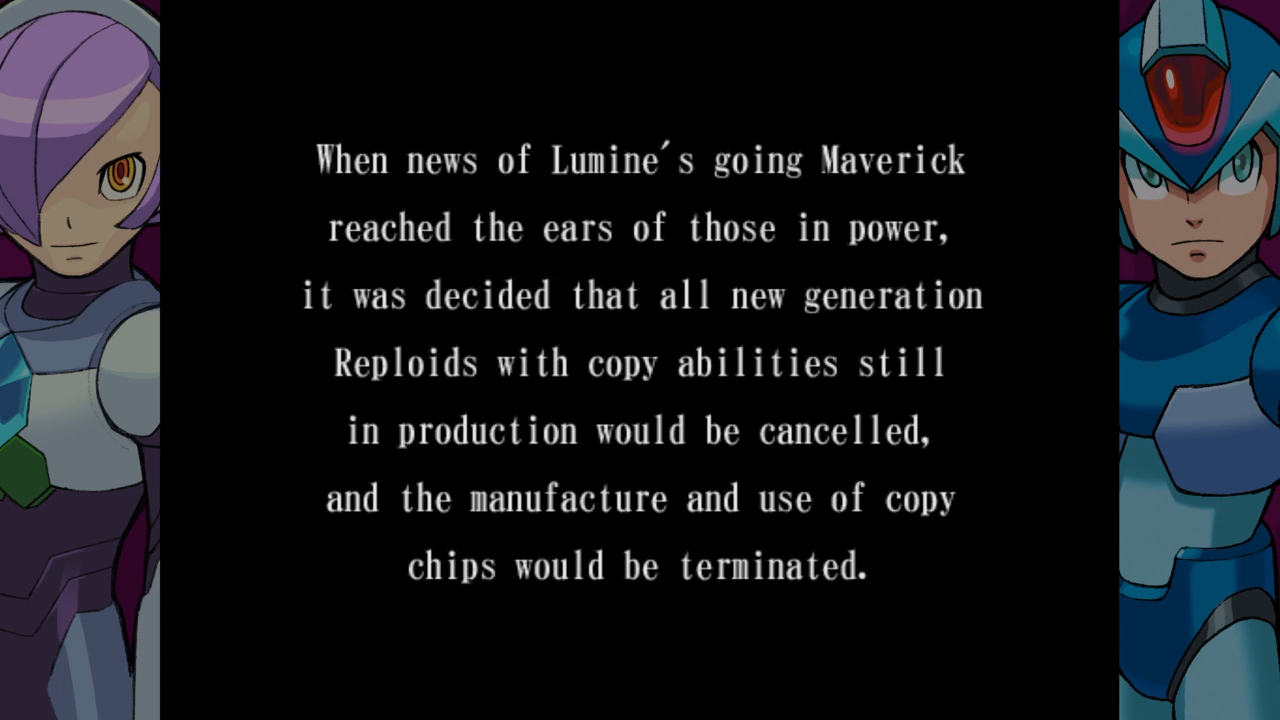 When news of Lumine's going Maverick
reached the ears of those in power,
it was decided that all new generation
Reploids with copy abilities still
in production would be cancelled,
and the manufacture and use of copy
chips would be terminated.